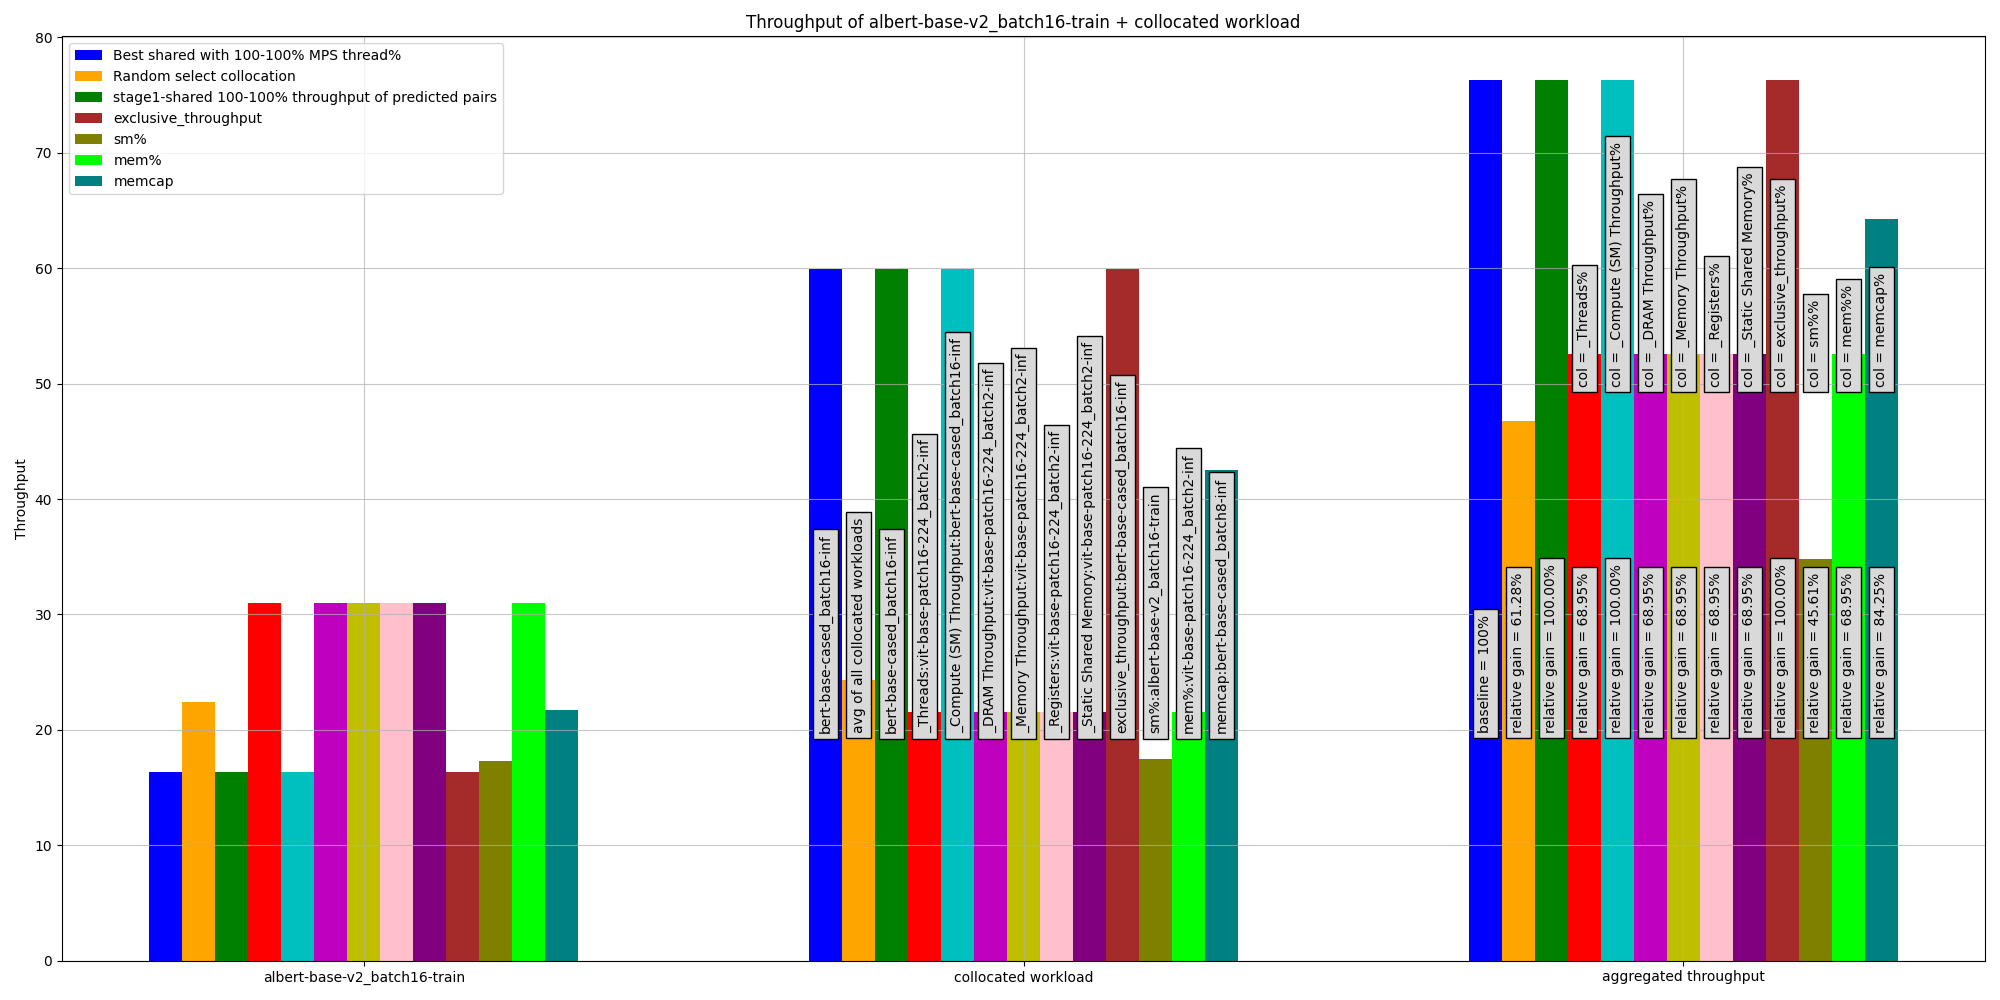 Throughput of albert-base-v2_batch16-train + collocated workload
Best shared with 100-100% MPS thread%
Random select collocation
stage1-shared 100-100% throughput of predicted pairs
exclusive_throughput
sm%
mem%
memcap
Throughput
80
70
60
50
40
30
20
10
0
bert-base-cased_batch16-inf
avg of all collocated workloads
bert-base-cased_batch16-inf
_Threads:vit-base-patch16-224_batch2-inf
_Compute (SM) Throughput:bert-base-cased_batch16-inf
_DRAM Throughput:vit-base-patch16-224_batch2-inf
_Memory Throughput:vit-base-patch16-224_batch2-inf
_Registers:vit-base-patch16-224_batch2-inf
_Static Shared Memory:vit-base-patch16-224_batch2-inf
exclusive_throughput:bert-base-cased_batch16-inf
sm%:albert-base-v2_batch16-train
mem%:vit-base-patch16-224_batch2-inf
memcap:bert-base-cased_batch8-inf
col = _Threads%
col = _Compute (SM) Throughput%
col = _DRAM Throughput%
col = _Memory Throughput%
col = _Registers%
col = _Static Shared Memory%
col = exclusive_throughput%
col = sm%%
col = mem%%
col = memcap%
baseline = 100%
relative gain = 61.28%
relative gain = 100.00%
relative gain = 68.95%
relative gain = 100.00%
relative gain = 68.95%
relative gain = 68.95%
relative gain = 68.95%
relative gain = 68.95%
relative gain = 100.00%
relative gain = 45.61%
relative gain = 68.95%
relative gain = 84.25%
albert-base-v2_batch16-train
collocated workload
aggregated throughput